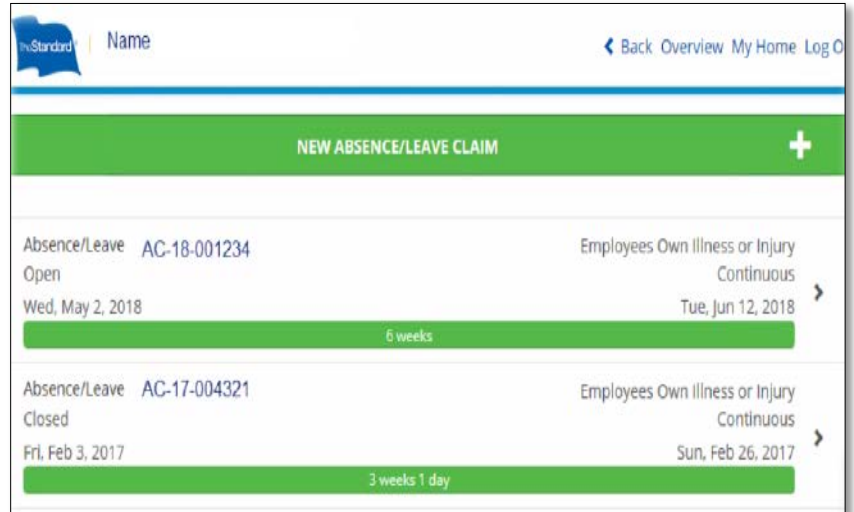 TheStandard
Name
Back Overview My Home Log O
NEW ABSENCE/LEAVE CLAIM
Absence/Leave AC-18-001234 Employees Own Illness or Injury
Open Continuous
Wed, May 2, 2018 Tue, Jun 12, 2018
6 weeks
Absence/Leave AC-17-004321 Employees Own Illness or Injury
Closed Continuous
Fri, Feb 3, 2017 Sun, Feb 26, 2017
3 weeks 1 day